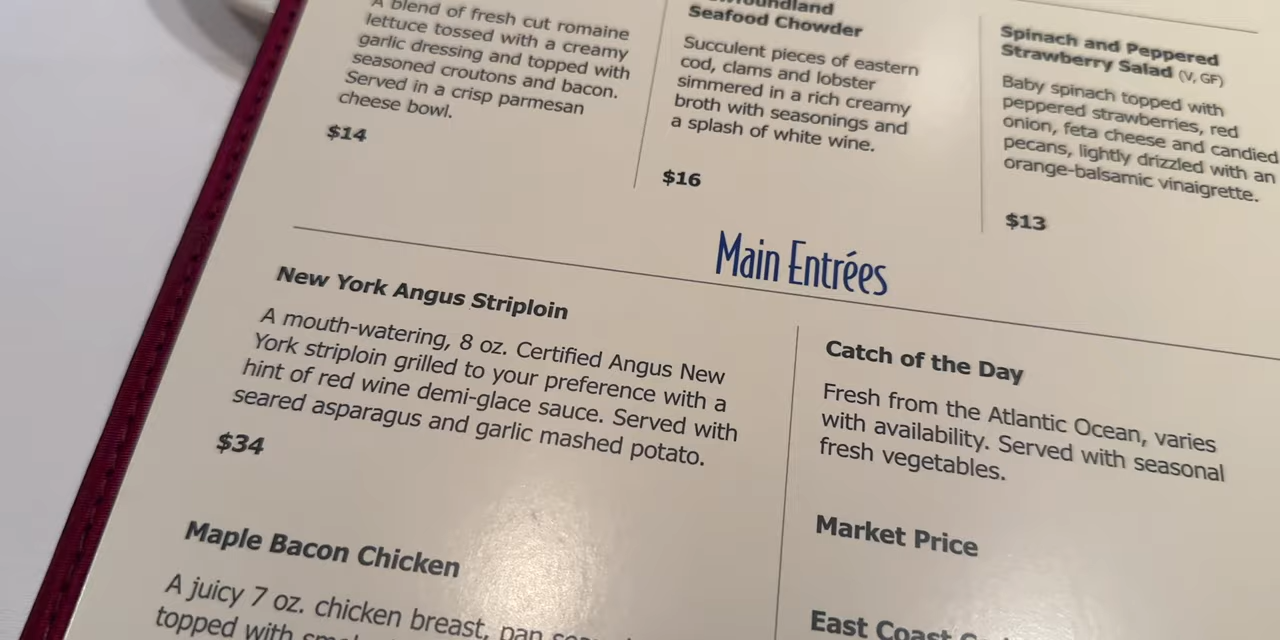 A blend of fresh cut romaine
lettuce tossed with a creamy
garlic dressing and topped with
seasoned croutons and bacon.
Served in a crisp parmesan
cheese bowl.
$14
Seafood Chowder
Succulent pieces of eastern
cod, clams and lobster
simmered in a rich creamy
broth with seasonings and
a splash of white wine.
$16
Spinach and Peppered
Strawberry Salad (V, GF)
Baby spinach topped with
peppered strawberries, red
onion, feta cheese and candied
pecans, lightly drizzled with an
orange-balsamic vinaigrette.
$13
Main Entrées
New York Angus Striploin
A mouth-watering, 8 oz. Certified Angus New
York striploin grilled to your preference with a
hint of red wine demi-glace sauce. Served with
seared asparagus and garlic mashed potato.
$34
Maple Bacon Chicken
A juicy 7 oz. chicken breast, pan
topped with
Catch of the Day
Fresh from the Atlantic Ocean, varies
with availability. Served with seasonal
fresh vegetables.
Market Price
East Coast